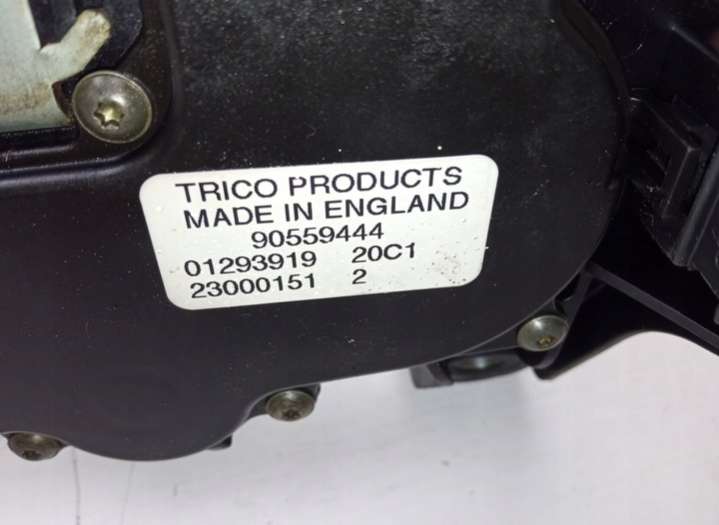 TRICO PRODUCTS
MADE IN ENGLAND
90559444
01293919 20C1
23000151 2